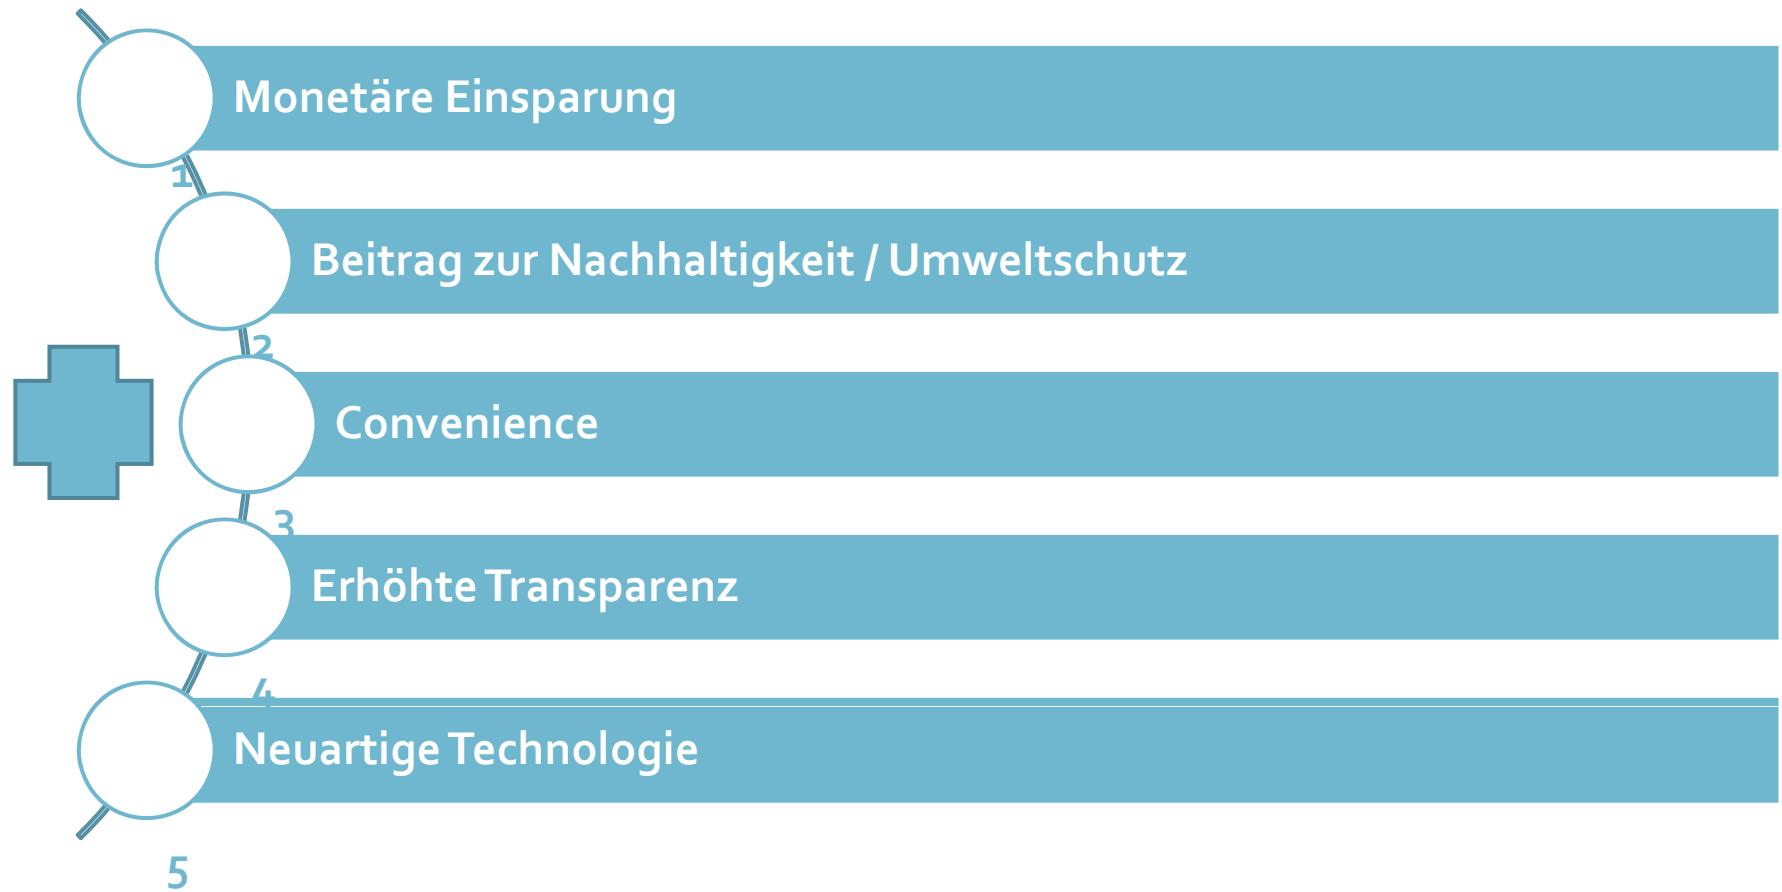 Monetäre Einsparung
1
Beitrag zur Nachhaltigkeit / Umweltschutz
2
Convenience
3
Erhöhte Transparenz
4
Neuartige Technologie
5